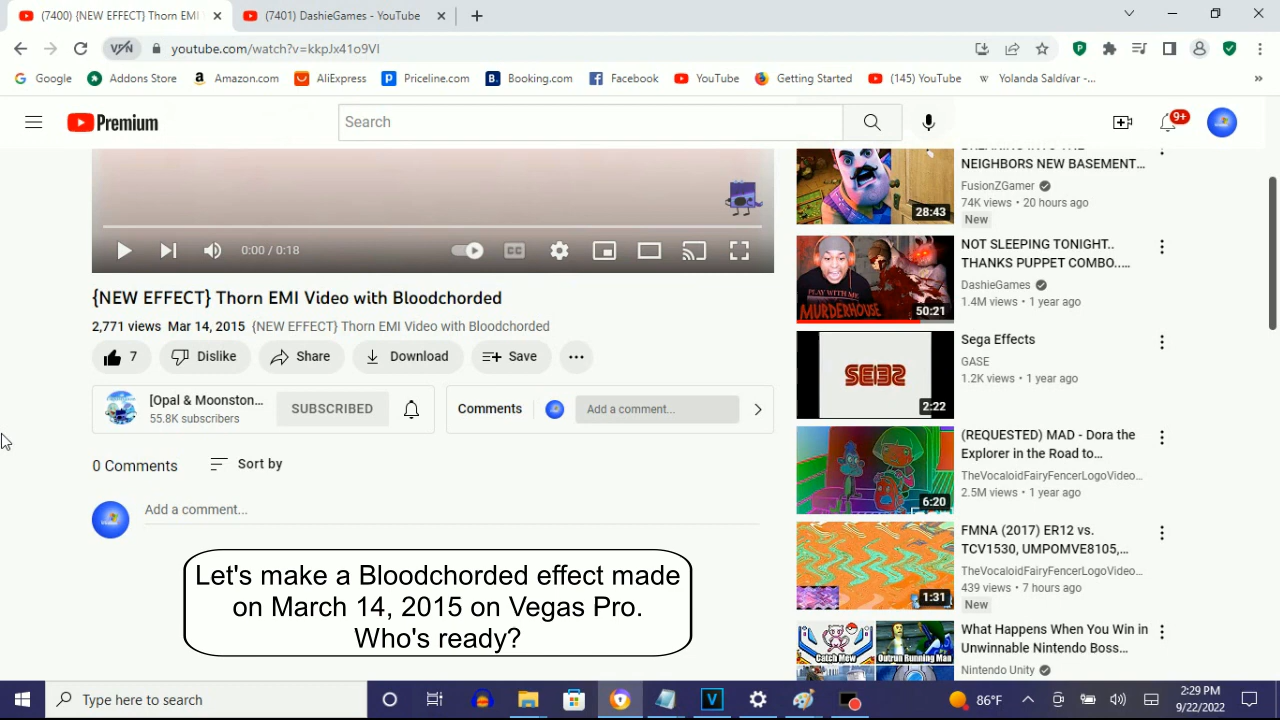 (7400) {NEW EFFECT} Thorn EMI
(7401) DashieGames - YouTube
VPN
youtube.com/watch?v=kkpJx41o9VI
Google
Addons Store
Amazon.com
AliExpress
Priceline.com
Booking.com
Facebook
YouTube
Getting Started
(145) YouTube
Yolanda Saldívar -...
Premium
Search
9+
0:00 / 0:18
CC
{NEW EFFECT} Thorn EMI Video with Bloodchorded
2,771 views Mar 14, 2015 {NEW EFFECT} Thorn EMI Video with Bloodchorded
7
Dislike
Share
Download
Save
[Opal & Moonston...
55.8K subscribers
SUBSCRIBED
Comments
Add a comment...
0 Comments
Sort by
Add a comment...
Let's make a Bloodchorded effect made
on March 14, 2015 on Vegas Pro.
Who's ready?
28:43
NEIGHBORS NEW BASEMENT...
FusionZGamer
74K views • 20 hours ago
New
PLAY WITH ME
MURDERHOUSE
50:21
NOT SLEEPING TONIGHT..
THANKS PUPPET COMBO.....
DashieGames
1.4M views • 1 year ago
2:22
Sega Effects
GASE
1.2K views • 1 year ago
6:20
(REQUESTED) MAD - Dora the
Explorer in the Road to...
TheVocaloidFairyFencerLogoVideo...
2.5M views • 1 year ago
1:31
FMNA (2017) ER12 vs.
TCV1530, UMPOMVE8105,...
TheVocaloidFairyFencerLogoVideo...
439 views • 7 hours ago
New
Catch Mew
Outrun Running Man
What Happens When You Win in
Unwinnable Nintendo Boss...
Nintendo Unity
Type here to search
86°F
2:29 PM
9/22/2022